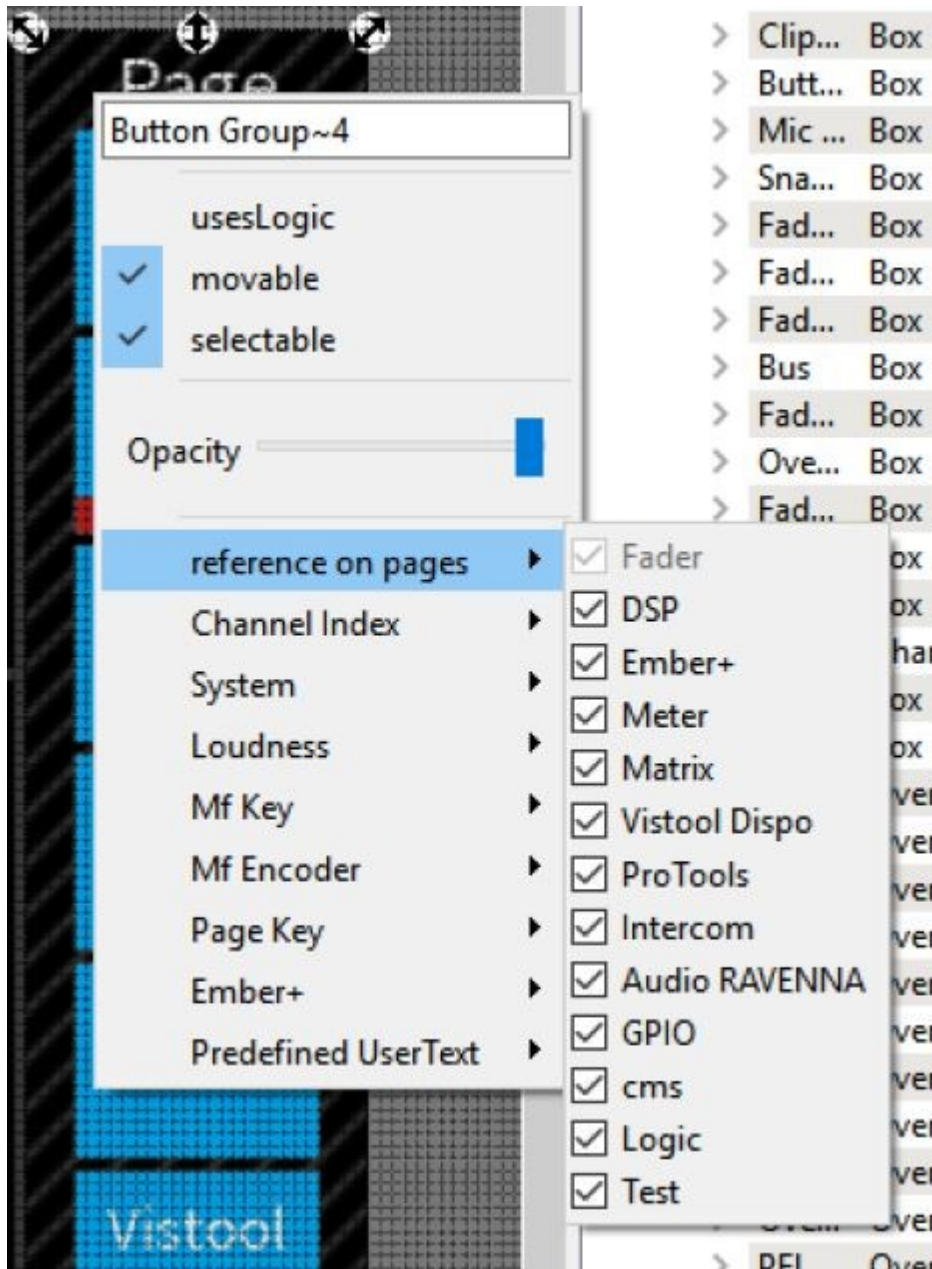 Page
Button Group~4
usesLogic
movable
selectable
Opacity
reference on pages
Channel Index
System
Loudness
Mf Key
Mf Encoder
Page Key
Ember+
Predefined UserText
Fader
DSP
Ember+
Meter
Matrix
Vistool Dispo
ProTools
Intercom
Audio RAVENNA
GPIO
cms
Logic
Test
Vistool
Clip... Box
Butt... Box
Mic ... Box
Sna... Box
Fad... Box
Fad... Box
Fad... Box
Bus Box
Fad... Box
Ove... Box
Fad... Box